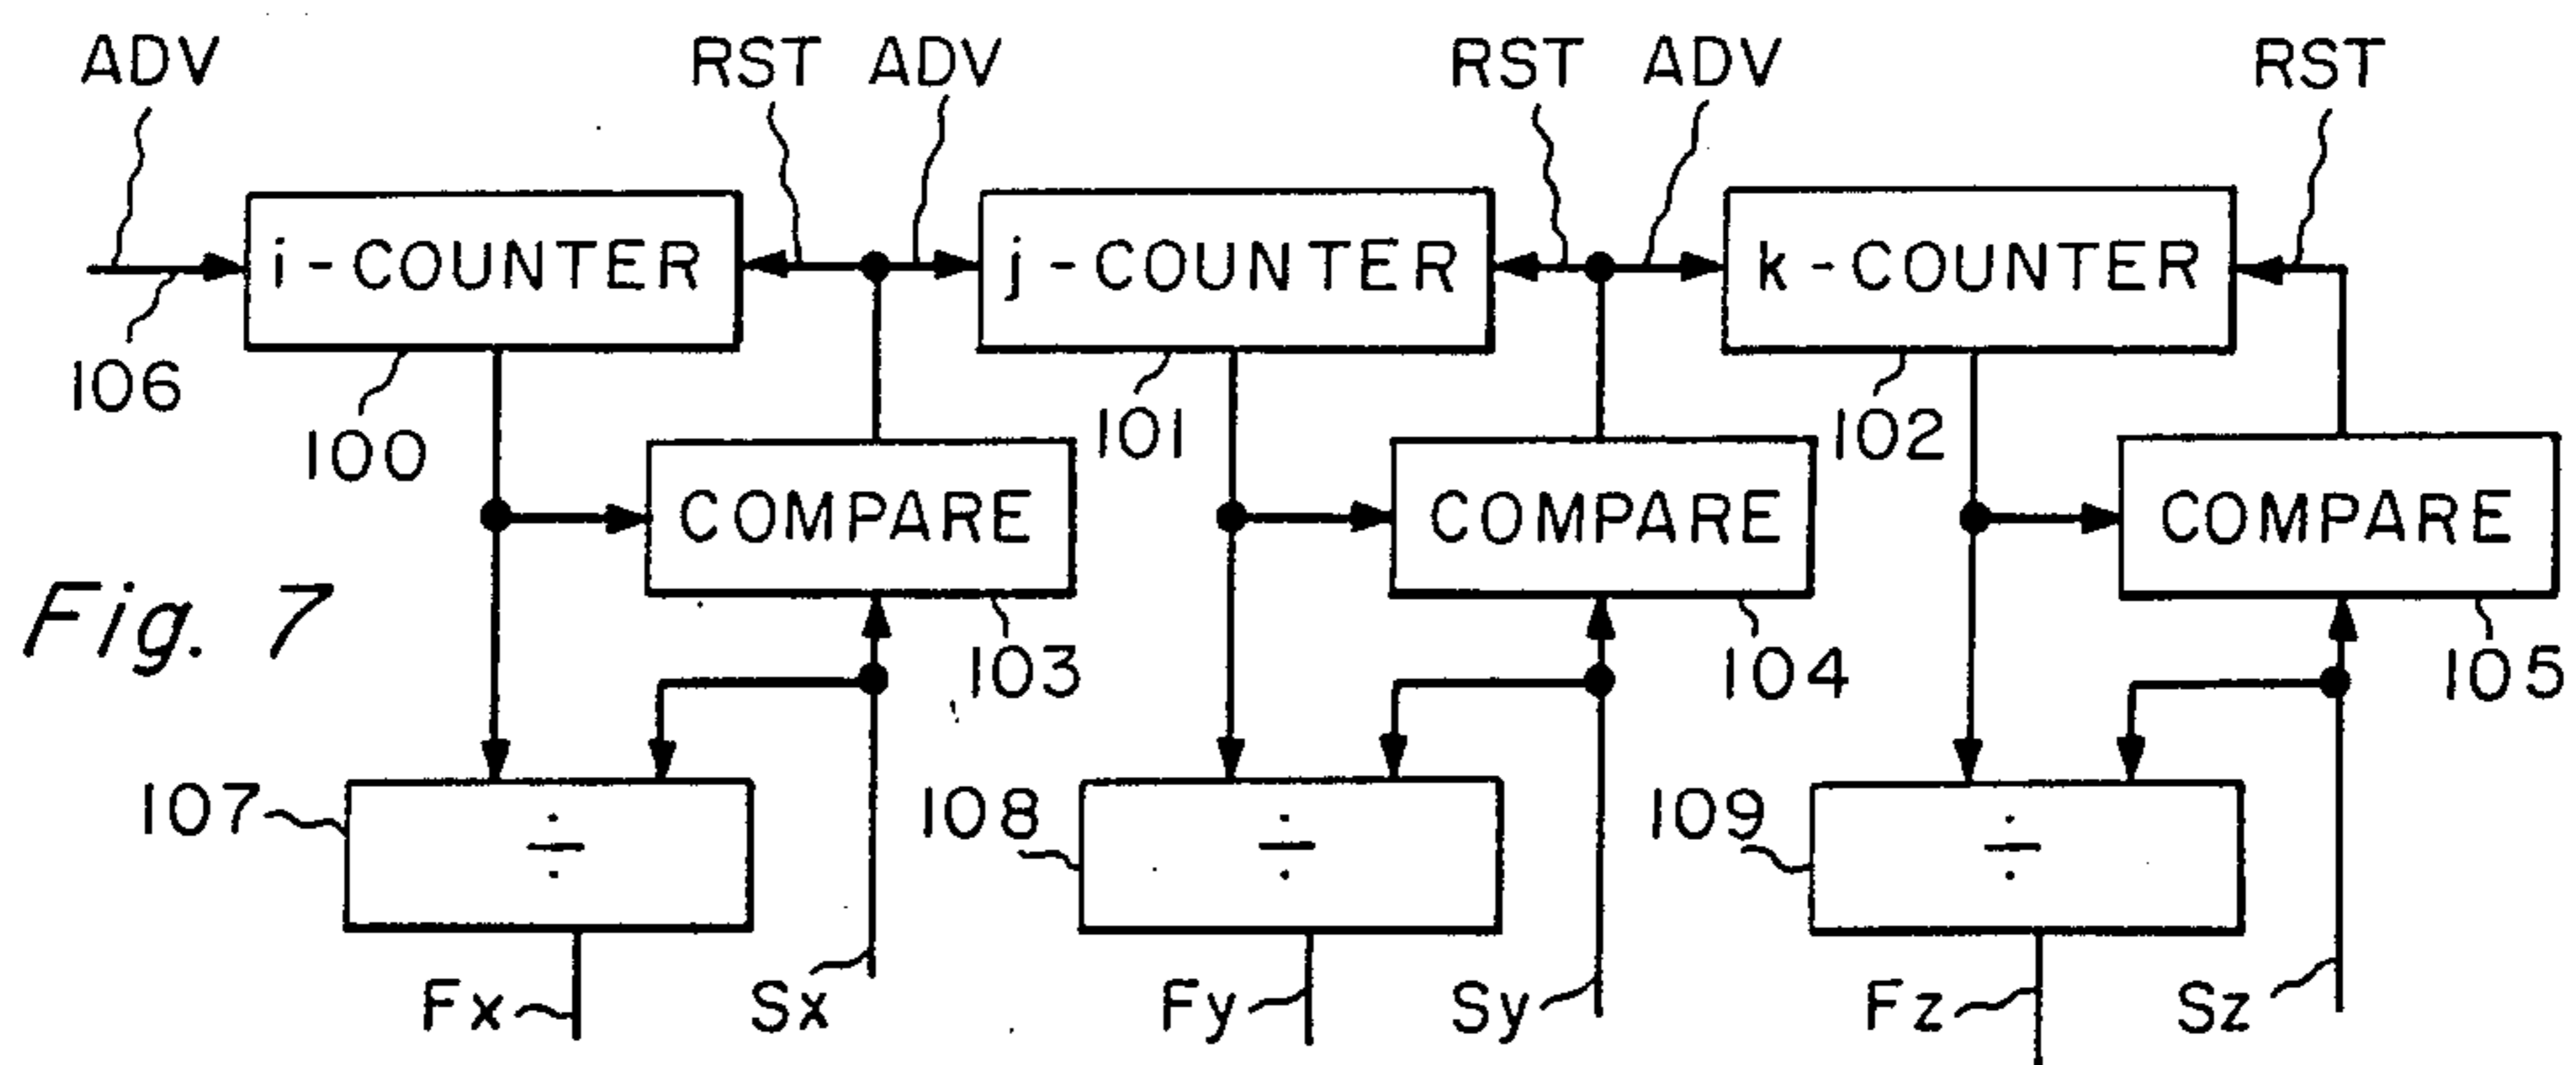 ADV RST ADV RST ADV RST
i-COUNTER j-COUNTER k-COUNTER
106 100 101 102
COMPARE COMPARE COMPARE
Fig. 7
103 104 105
107 108 109
÷ ÷ ÷
Fx Sx Fy Sy Fz Sz